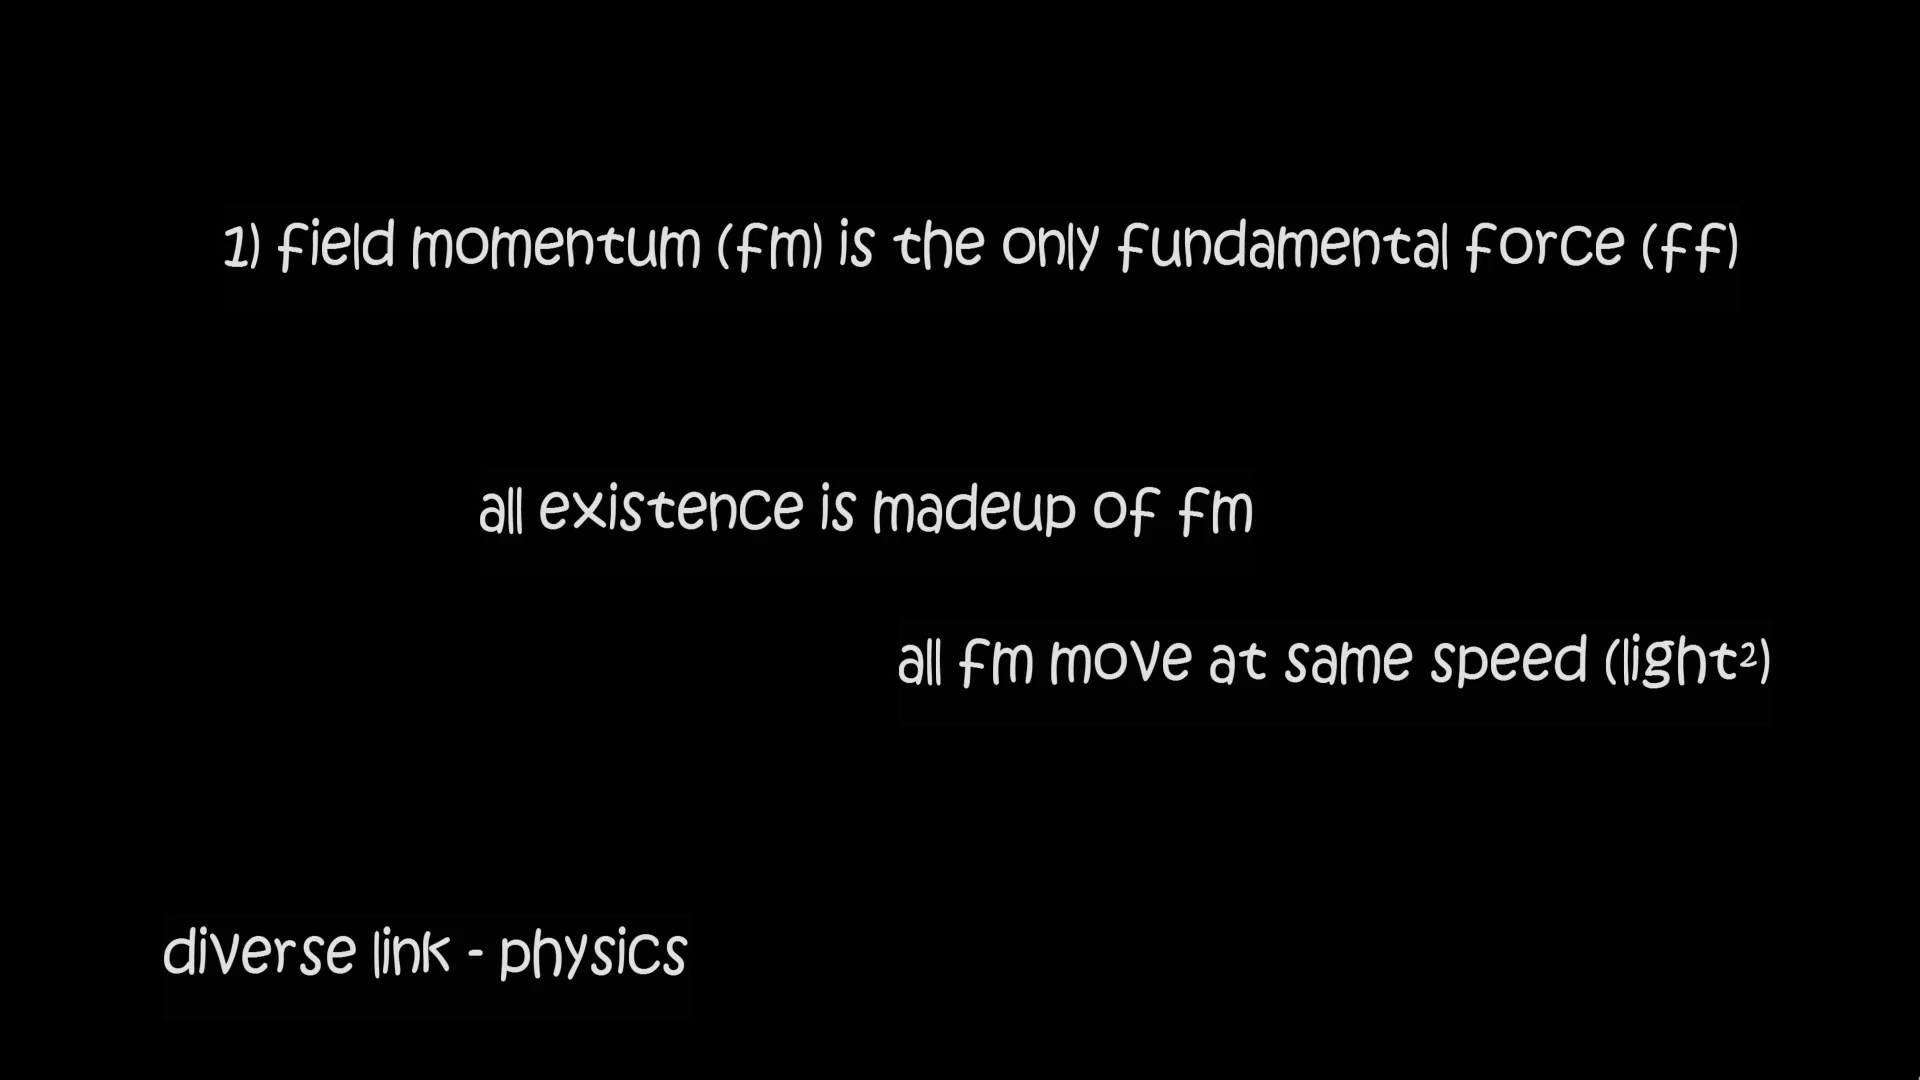 1) field momentum (fm) is the only fundamental force (ff)
all existence is madeup of fm
all fm move at same speed (light²)
diverse link - physics